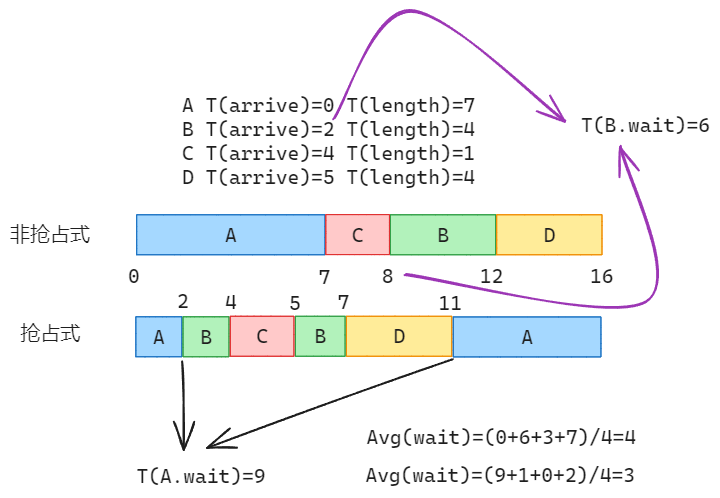 A T(arrive)=0 T(length)=7
B T(arrive)=2 T(length)=4
C T(arrive)=4 T(length)=1
D T(arrive)=5 T(length)=4
T(B.wait)=6
非抢占式
A C B D
0 7 8 12 16
2 4 5 7 11
抢占式
A B C B D A
T(A.wait)=9
Avg(wait)=(0+6+3+7)/4=4
Avg(wait)=(9+1+0+2)/4=3